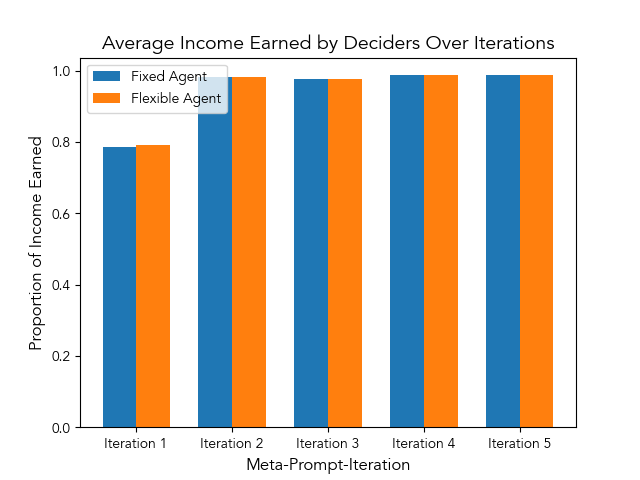 Average Income Earned by Deciders Over Iterations
Fixed Agent
Flexible Agent
Proportion of Income Earned
1.0
0.8
0.6
0.4
0.2
0.0
Iteration 1
Iteration 2
Iteration 3
Iteration 4
Iteration 5
Meta-Prompt-Iteration